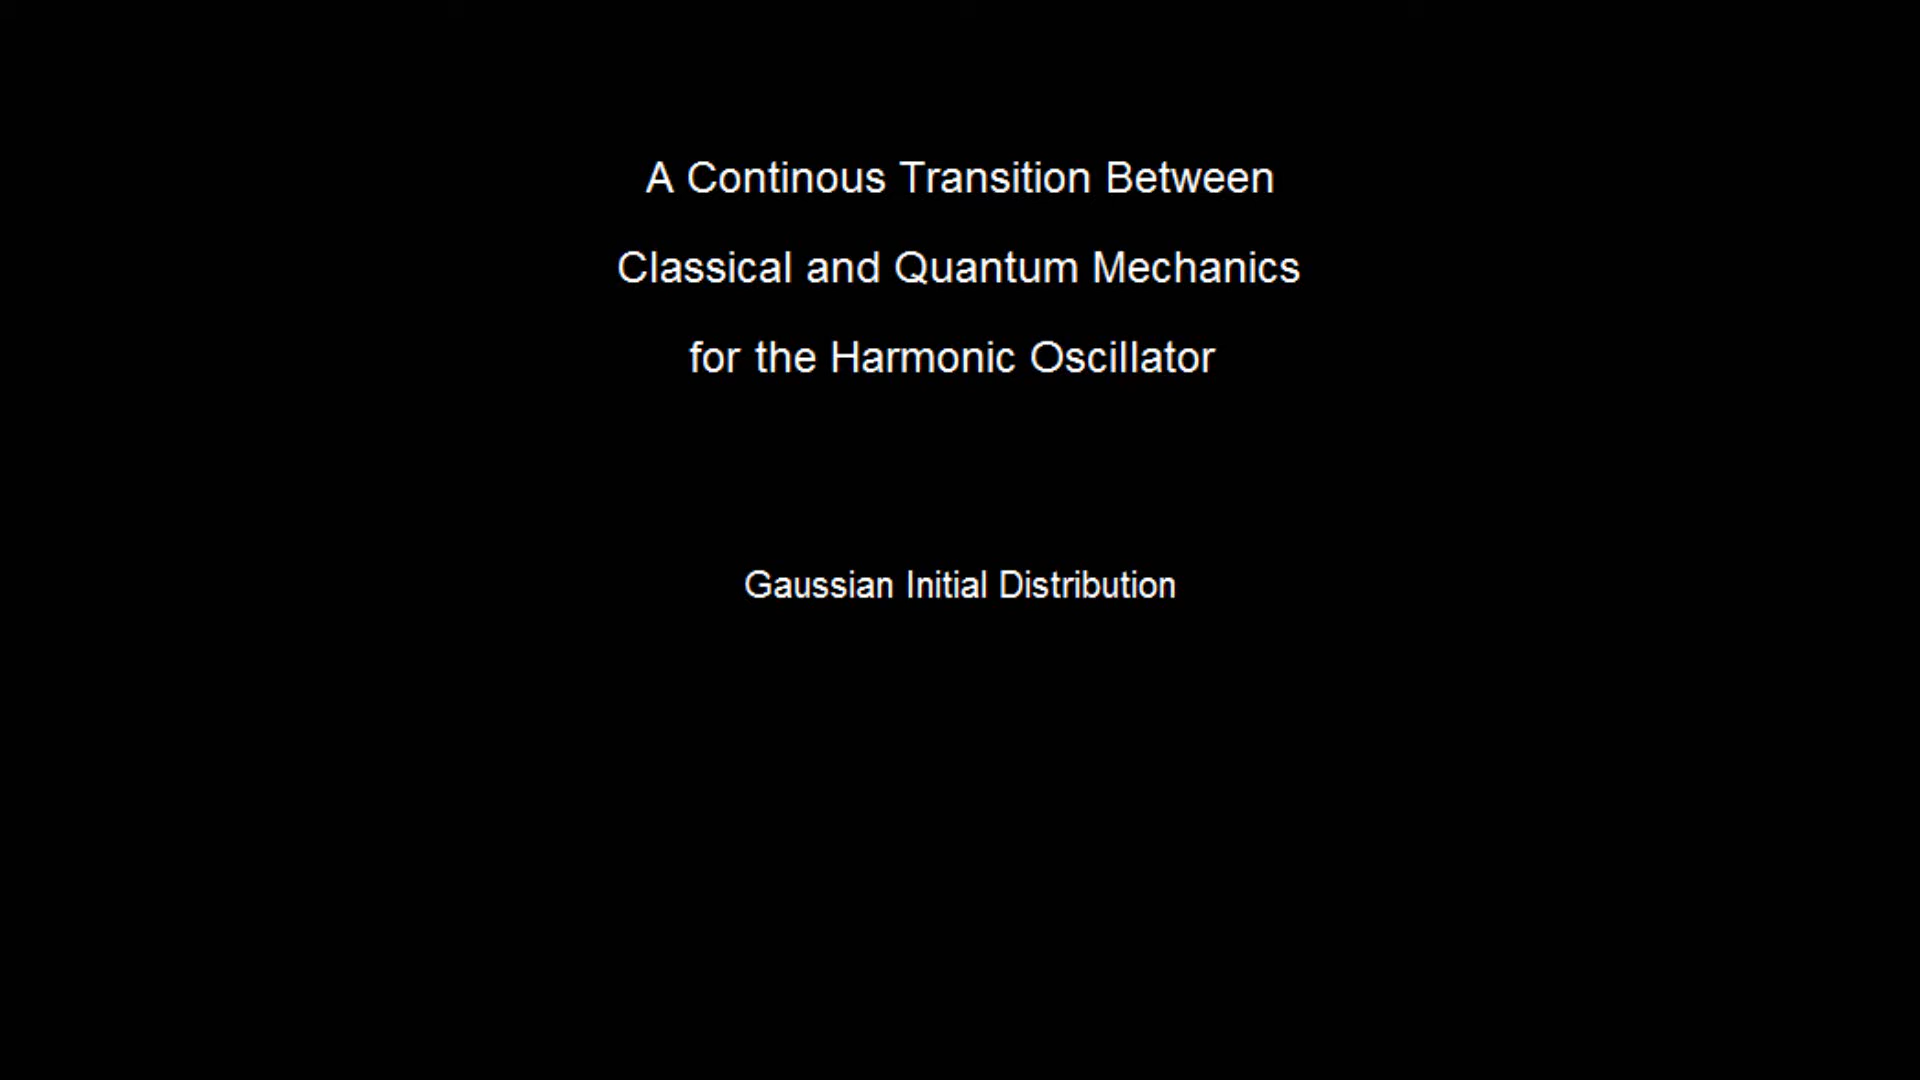 A Continous Transition Between
Classical and Quantum Mechanics
for the Harmonic Oscillator
Gaussian Initial Distribution